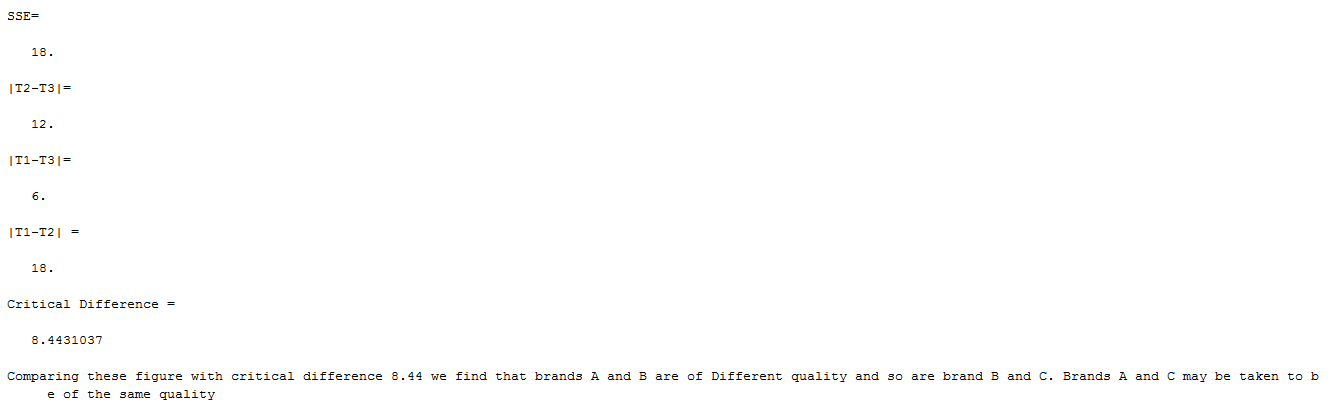 SSE=
18.
|T2-T3|=
12.
|T1-T3|=
6.
|T1-T2| =
18.
Critical Difference =
8.4431037
Comparing these figure with critical difference 8.44 we find that brands A and B are of Different quality and so are brand B and C. Brands A and C may be taken to b
e of the same quality